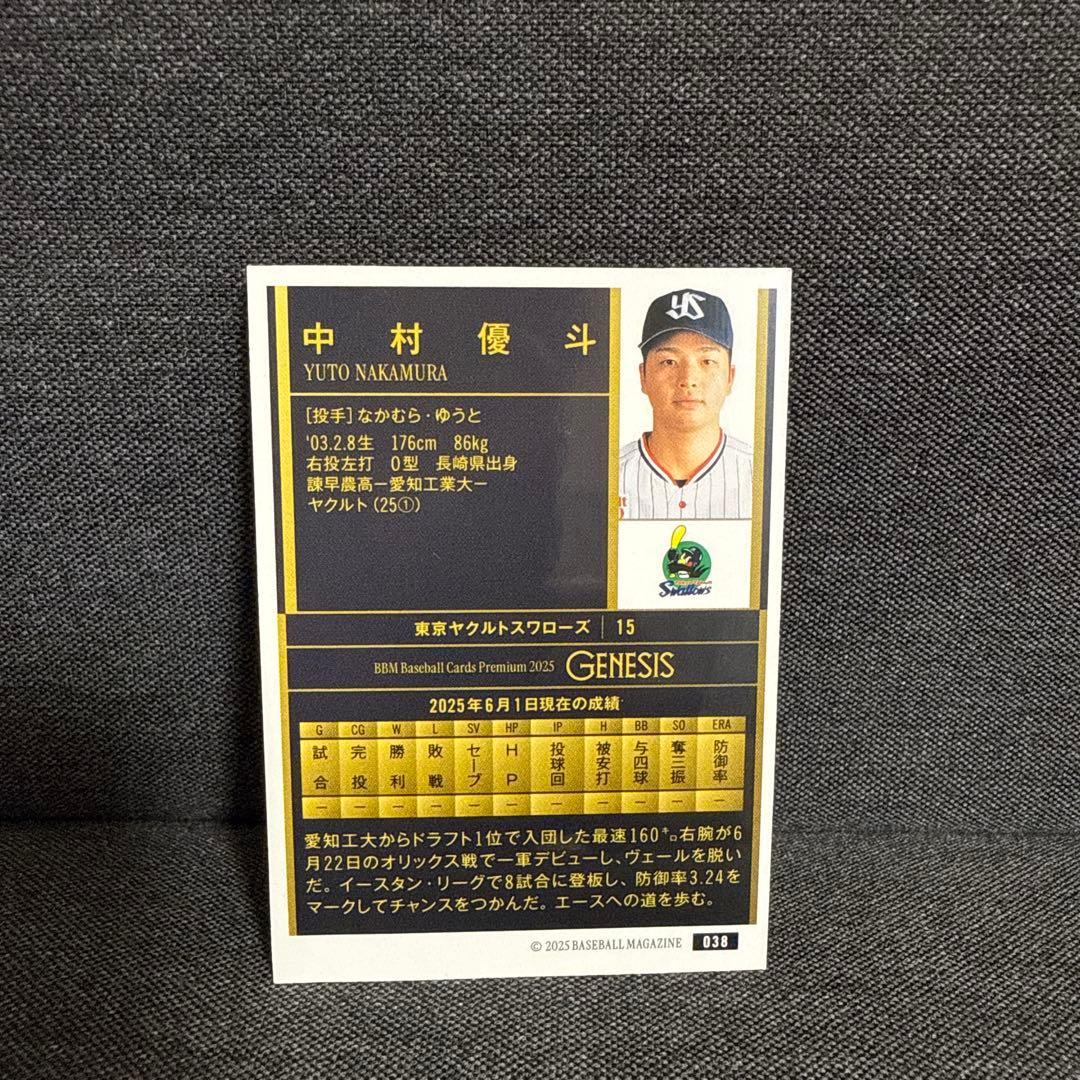 中村優斗
YUTO NAKAMURA
YS
[投手]なかむら・ゆうと
'03.2.8生 176cm 86kg
右投左打 O型 長崎県出身
諫早農高ー愛知工業大ー
ヤクルト(25①)
Swallows
東京ヤクルトスワローズ | 15
BBM Baseball Cards Premium 2025 GENESIS
2025年6月1日現在の成績
G CG W L SV HP IP H BB SO ERA
試合 完投 勝利 敗戦 セーブ HP 投球回 被安打 与四球 奪三振 防御率
– – – – – – – – – – –
愛知工大からドラフト1位で入団した最速160㌔右腕が6
月22日のオリックス戦で一軍デビューし、ヴェールを脱い
だ。イースタン・リーグで8試合に登板し、防御率3.24を
マークしてチャンスをつかんだ。エースへの道を歩む。
© 2025 BASEBALL MAGAZINE 038